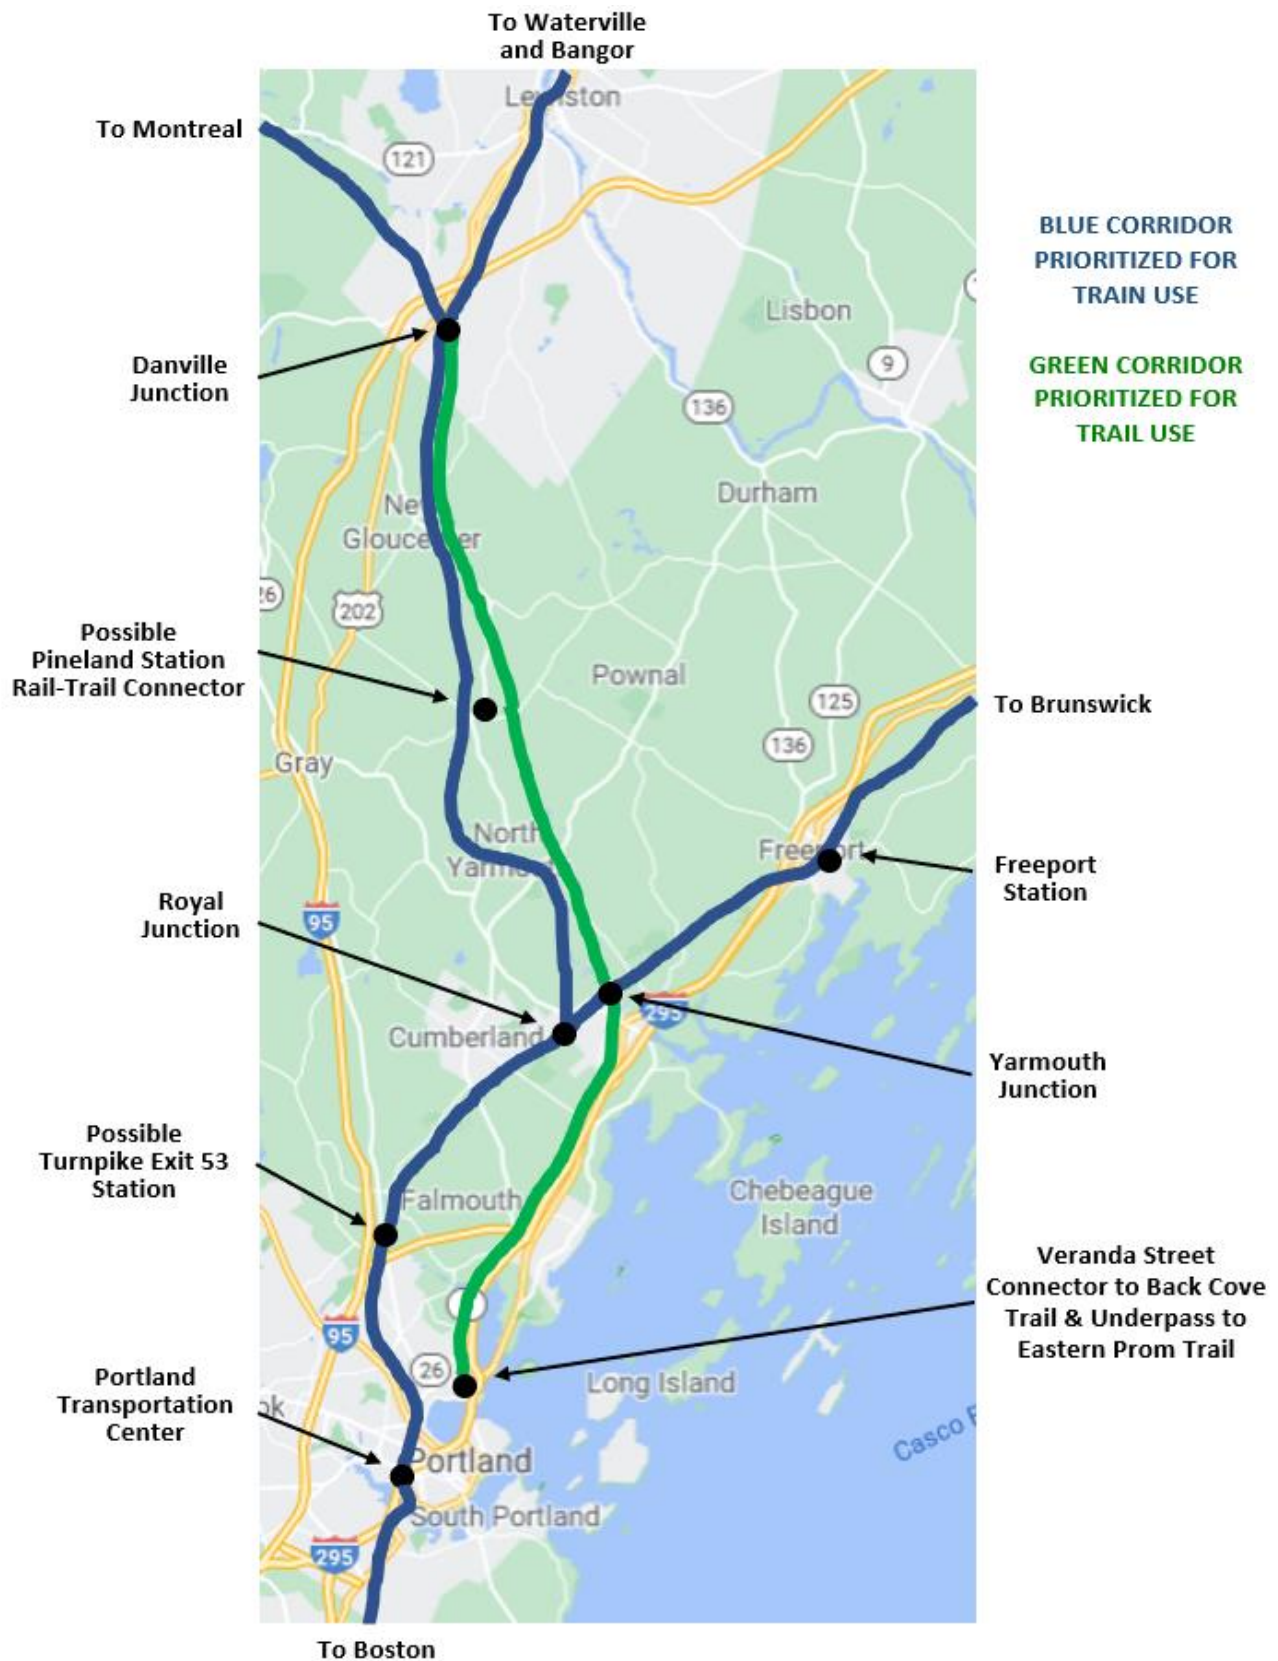 To Waterville
and Bangor
To Montreal
121
BLUE CORRIDOR
PRIORITIZED FOR
TRAIN USE
Lisbon
Danville
Junction
9
GREEN CORRIDOR
PRIORITIZED FOR
TRAIL USE
136
Durham
202
Possible
Pineland Station
Rail-Trail Connector
Pownal
125
To Brunswick
136
Gray
North
Freeport
Station
Royal
Junction
95
295
Cumberland
Yarmouth
Junction
Possible
Turnpike Exit 53
Station
Falmouth
Chebeague
Island
Veranda Street
Connector to Back Cove
Trail & Underpass to
Eastern Prom Trail
95
26
Long Island
Portland
Transportation
Center
Casco
Portland
South Portland
295
To Boston